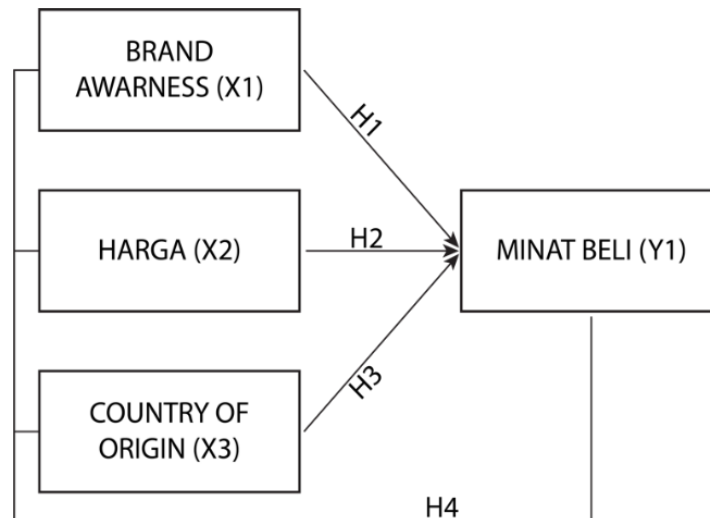 BRAND
AWARNESS (X1)
H1
HARGA (X2)
H2
MINAT BELI (Y1)
H3
COUNTRY OF
ORIGIN (X3)
H4